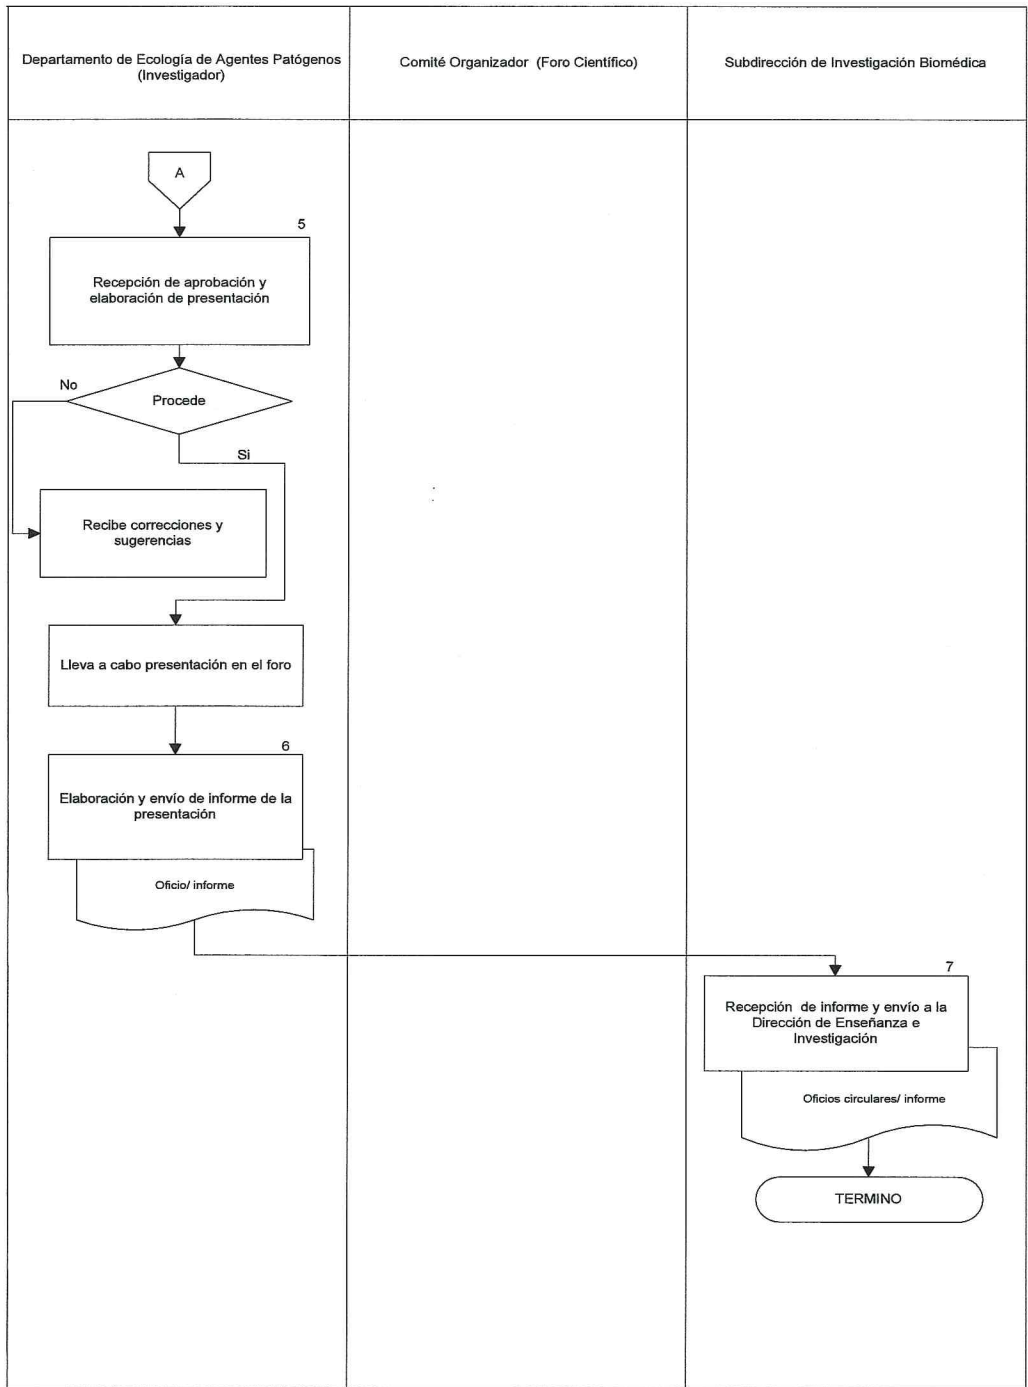 Departamento de Ecología de Agentes Patógenos
(Investigador)
Comité Organizador (Foro Científico)
Subdirección de Investigación Biomédica
A
5
Recepción de aprobación y
elaboración de presentación
No
Procede
Si
Recibe correcciones y
sugerencias
Lleva a cabo presentación en el foro
6
Elaboración y envío de informe de la
presentación
Oficio/ informe
7
Recepción de informe y envío a la
Dirección de Enseñanza e
Investigación
Oficios circulares/ informe
TERMINO